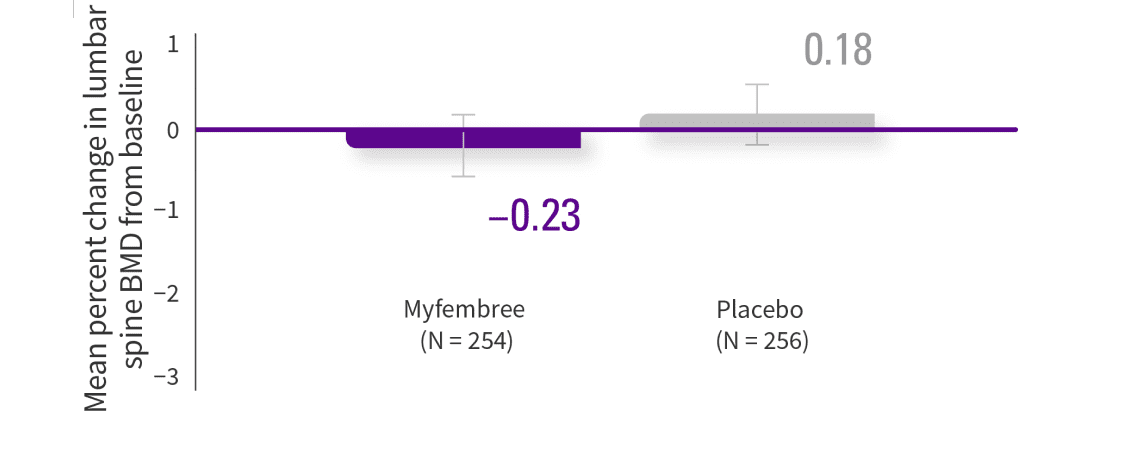 Mean percent change in lumbar
spine BMD from baseline
1
0
−1
−2
−3
0.18
−0.23
Myfembree
(N = 254)
Placebo
(N = 256)